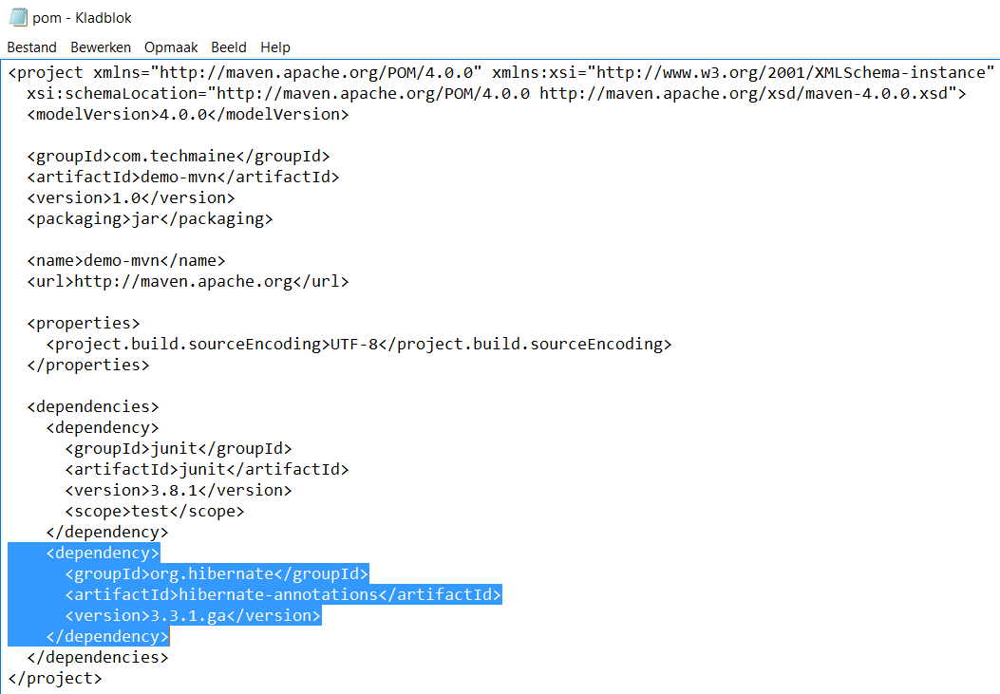 pom - Kladblok
Bestand Bewerken Opmaak Beeld Help
<project xmlns="http://maven.apache.org/POM/4.0.0" xmlns:xsi="http://www.w3.org/2001/XMLSchema-instance"
  xsi:schemaLocation="http://maven.apache.org/POM/4.0.0 http://maven.apache.org/xsd/maven-4.0.0.xsd">
  <modelVersion>4.0.0</modelVersion>

  <groupId>com.techmaine</groupId>
  <artifactId>demo-mvn</artifactId>
  <version>1.0</version>
  <packaging>jar</packaging>

  <name>demo-mvn</name>
  <url>http://maven.apache.org</url>

  <properties>
    <project.build.sourceEncoding>UTF-8</project.build.sourceEncoding>
  </properties>

  <dependencies>
    <dependency>
      <groupId>junit</groupId>
      <artifactId>junit</artifactId>
      <version>3.8.1</version>
      <scope>test</scope>
    </dependency>
    <dependency>
      <groupId>org.hibernate</groupId>
      <artifactId>hibernate-annotations</artifactId>
      <version>3.3.1.ga</version>
    </dependency>
  </dependencies>
</project>